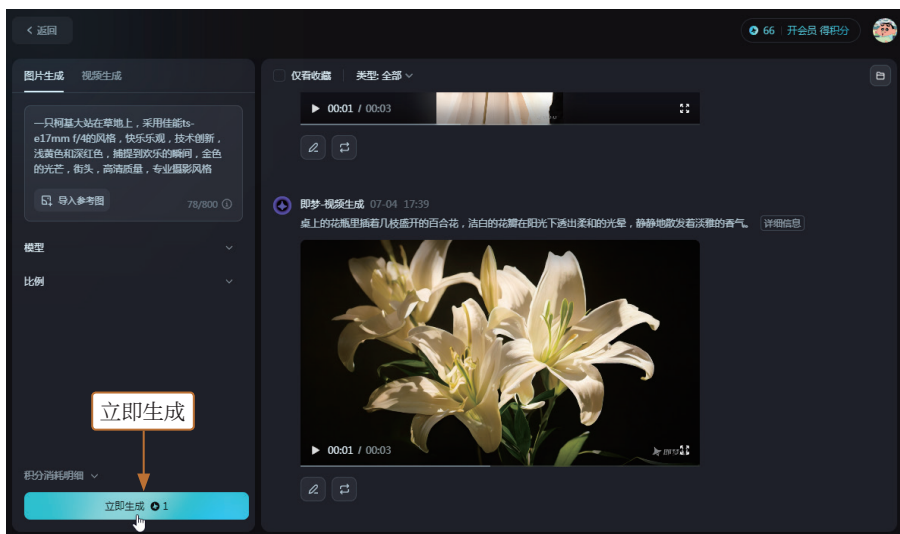 返回
66 开会员 得积分
图片生成 视频生成
一只柯基犬站在草地上，采用佳能ts-
e17mm f/4的风格，快乐乐观，技术创新，
浅黄色和深红色，捕捉到欢乐的瞬间，金色
的光芒，街头，高清质量，专业摄影风格
导入参考图
78/800
模型
比例
立即生成
积分消耗明细
立即生成 1
仅看收藏 类型: 全部
00:01 / 00:03
即梦-视频生成 07-04 17:39
桌上的花瓶里插着几枝盛开的百合花，洁白的花瓣在阳光下透出柔和的光晕，静静地散发着淡雅的香气。 详细信息
00:01 / 00:03
即梦